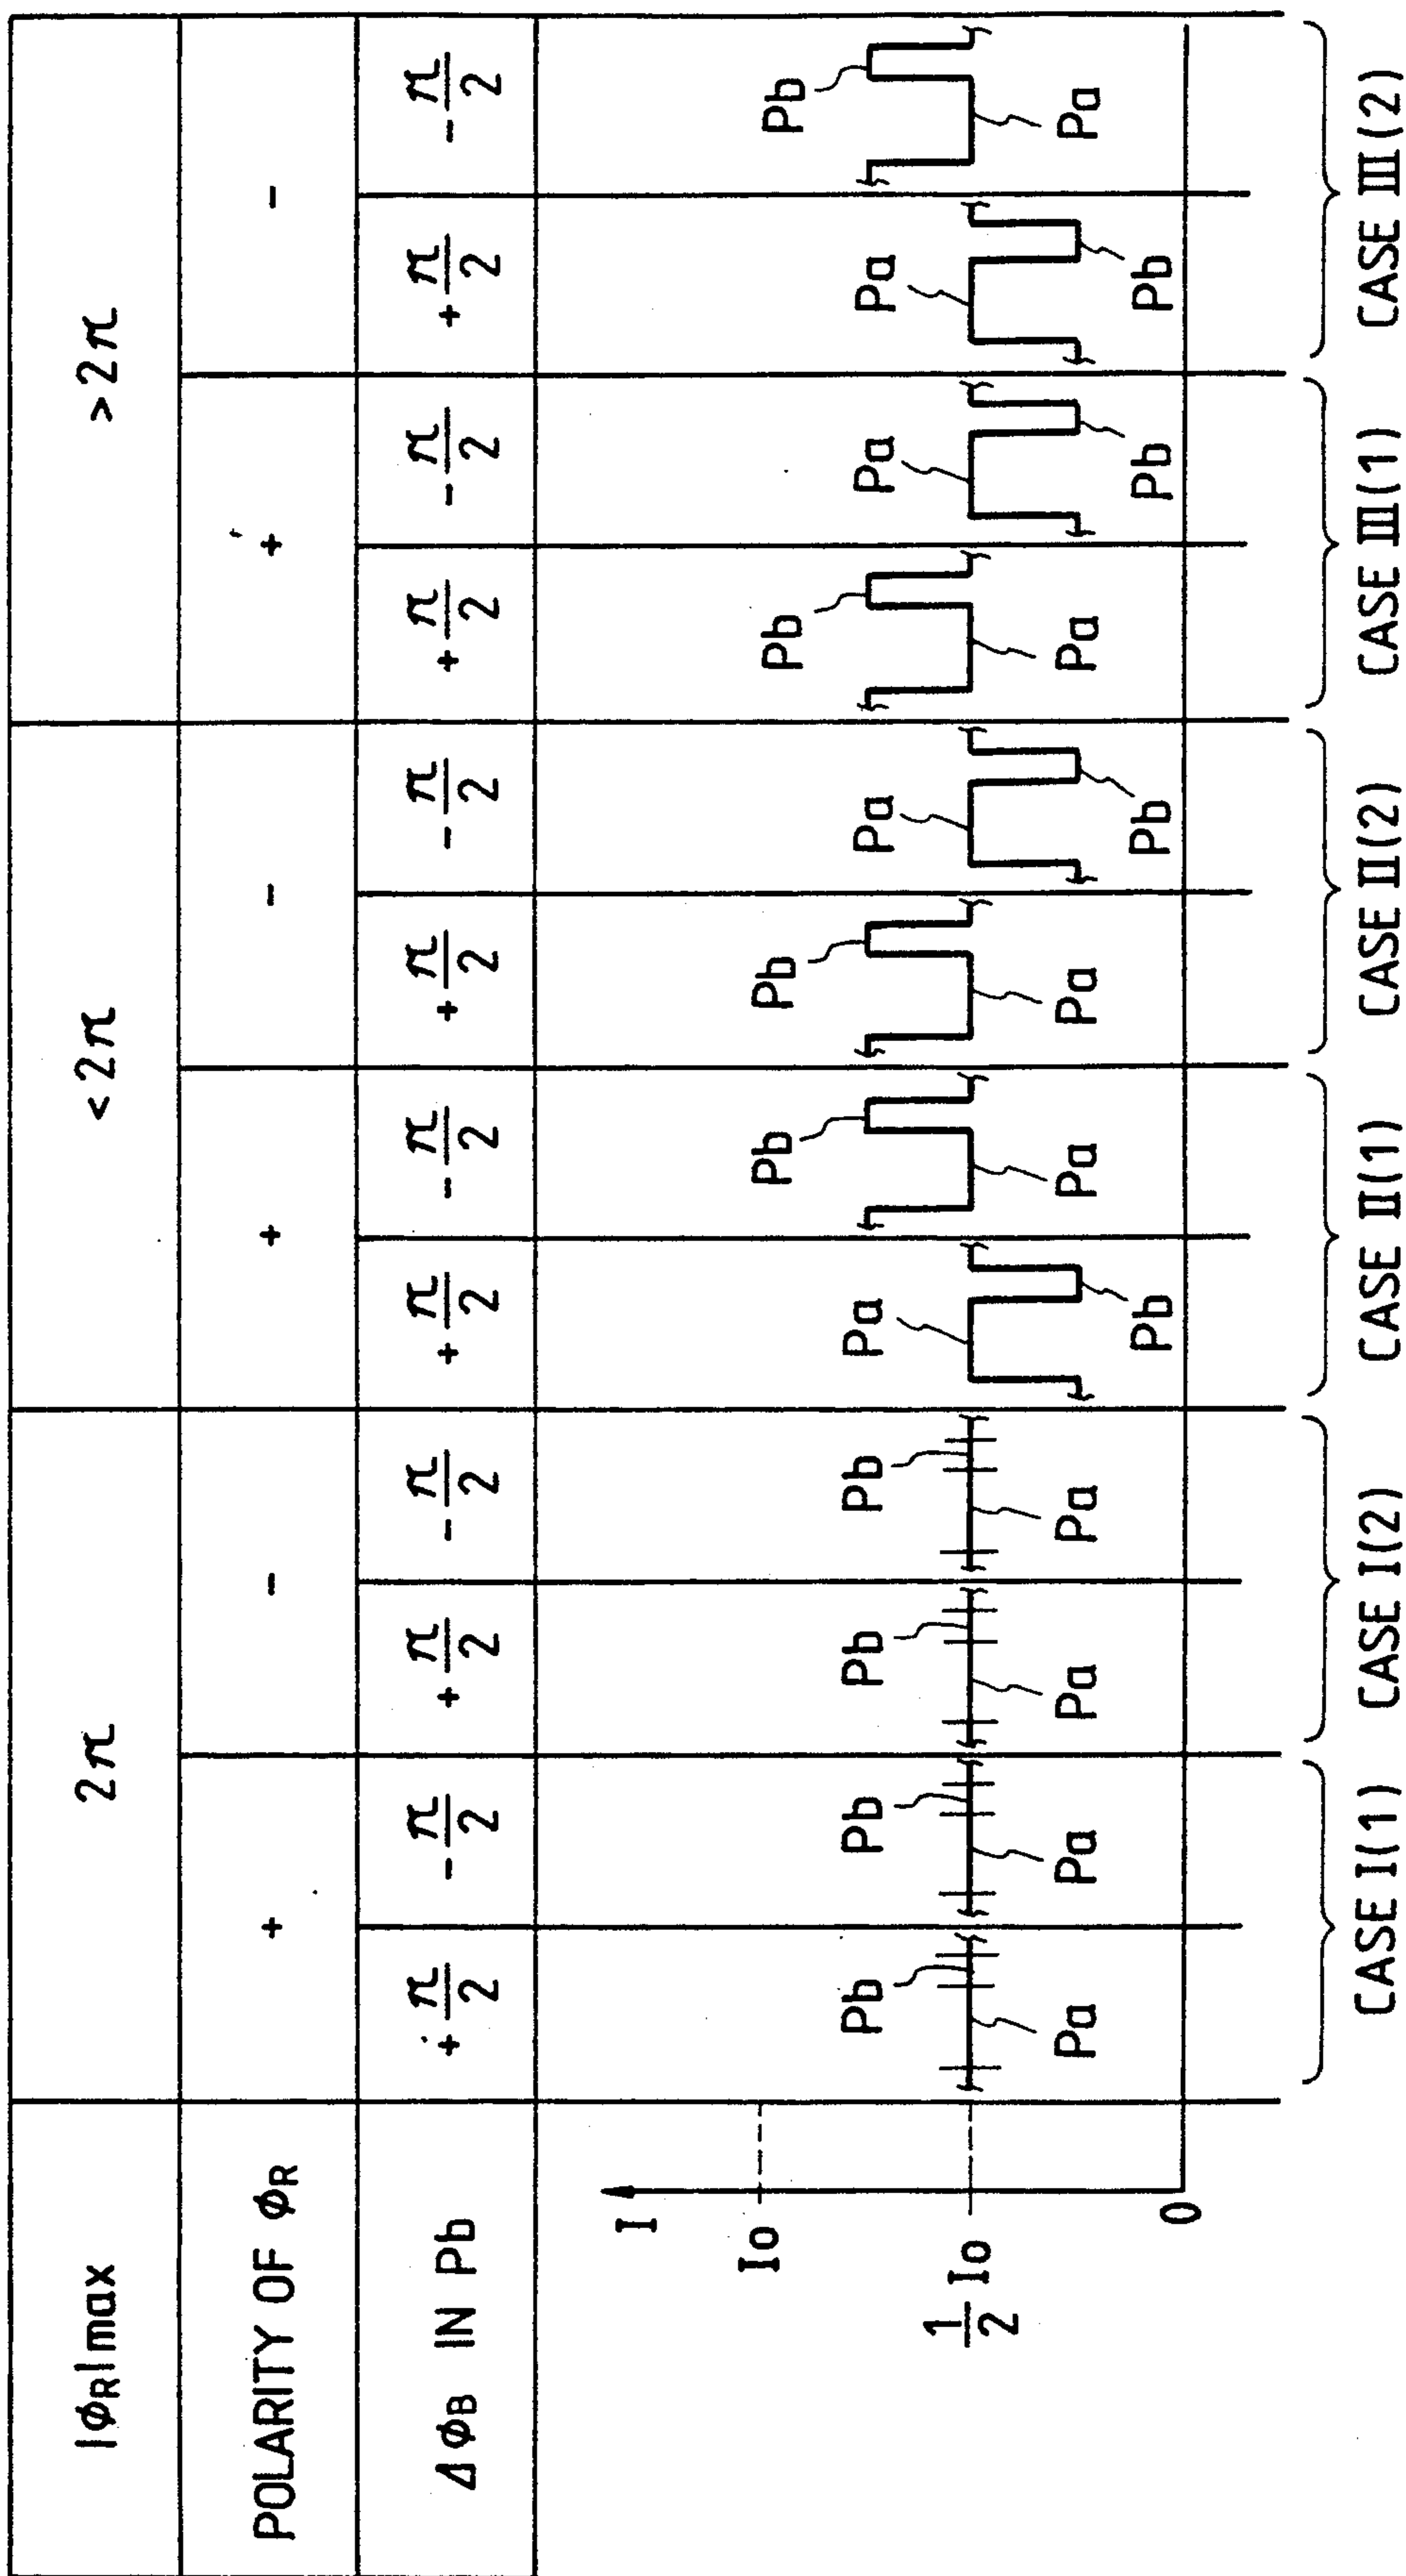 |ϕR|max 2π <2π >2π
POLARITY OF ϕR + - + - + -
ΔϕB IN Pb +π/2 -π/2 +π/2 -π/2 +π/2 -π/2 +π/2 -π/2 +π/2 -π/2 +π/2 -π/2
I
Io Pb Pb Pb Pb
Pb Pb Pb Pb Pa Pa Pa Pa
1/2 Io
Pa Pa Pa Pa Pa Pa Pa Pa
Pb Pb Pb Pb
0
CASE I(1) CASE I(2) CASE II(1) CASE II(2) CASE III(1) CASE III(2)